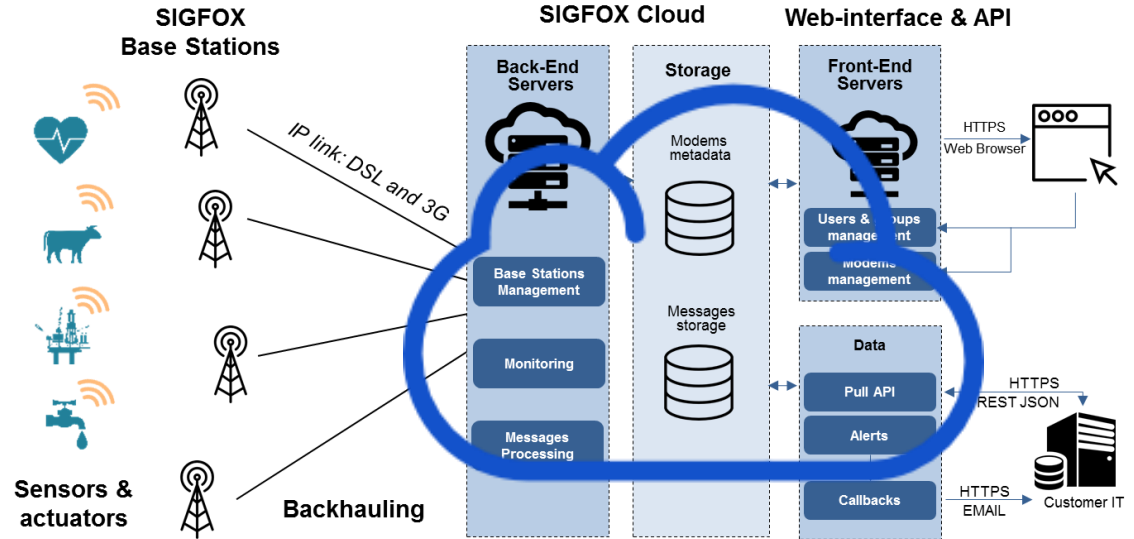 SIGFOX
Base Stations
SIGFOX Cloud
Web-interface & API
Back-End
Servers
Storage
Front-End
Servers
IP link: DSL and 3G
Modems
metadata
HTTPS
Web Browser
Users & groups
management
Modems
management
Base Stations
Management
Messages
storage
Monitoring
Data
Pull API
HTTPS
REST JSON
Alerts
Messages
Processing
Callbacks
HTTPS
EMAIL
Customer IT
Sensors &
actuators
Backhauling